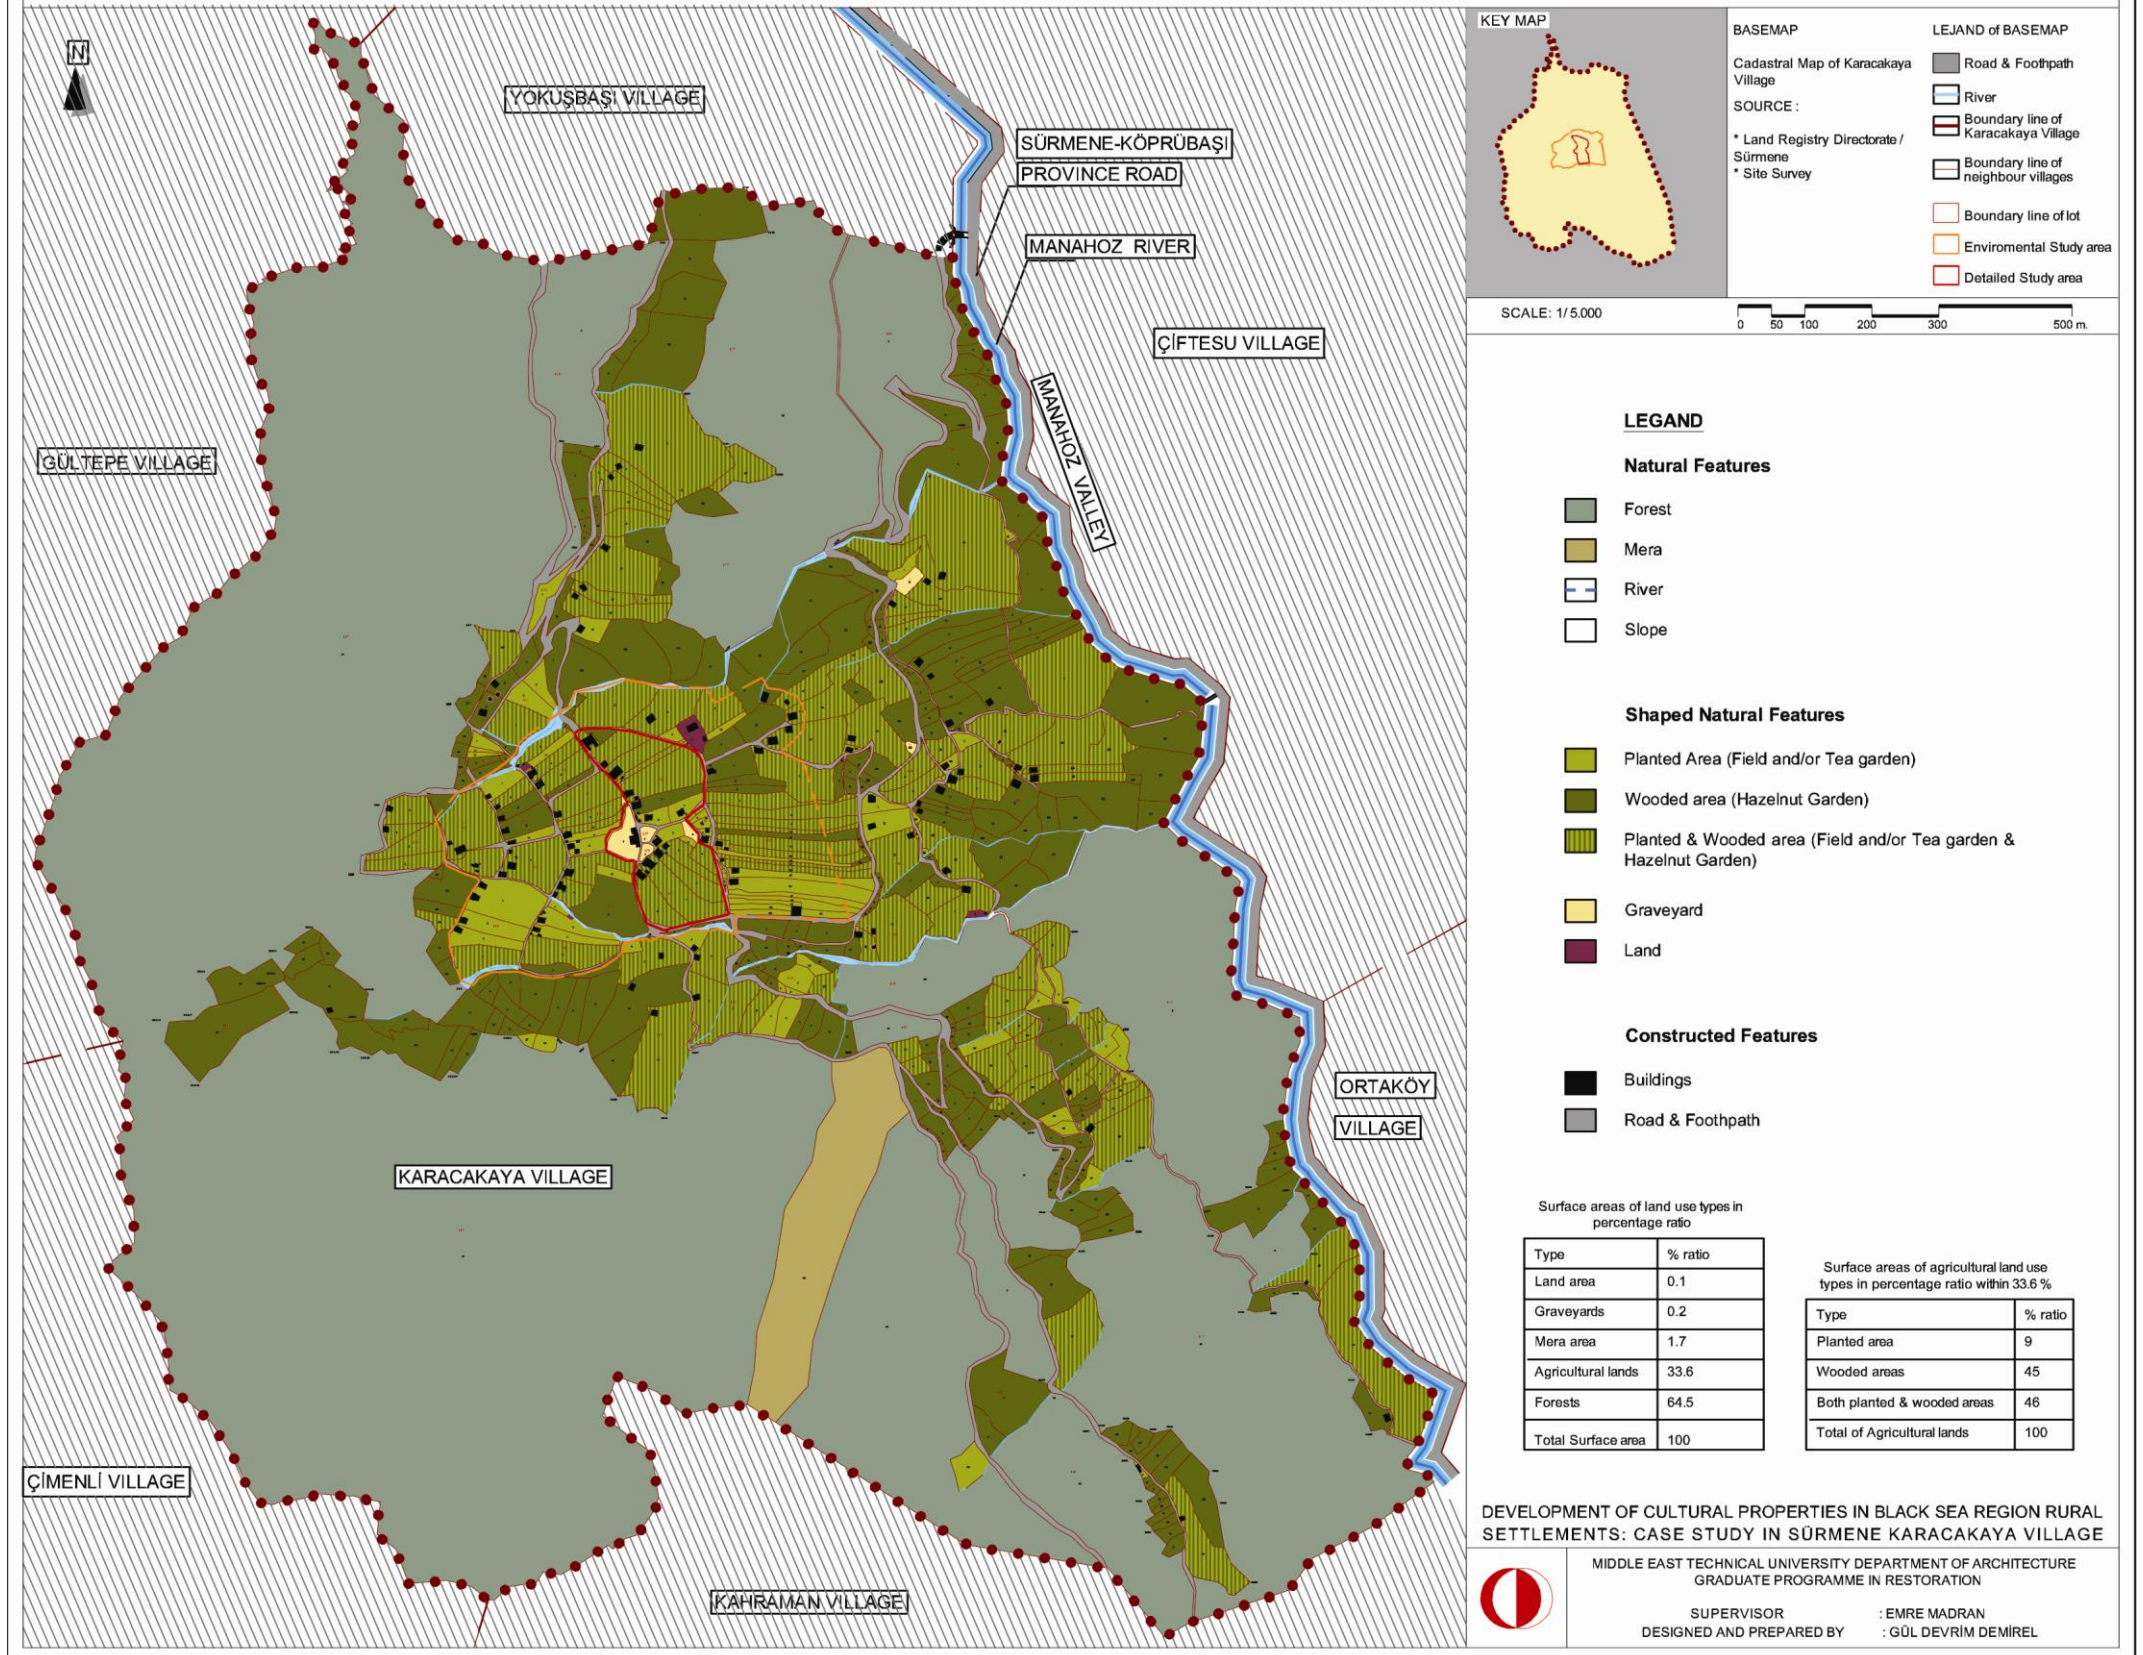 N
YOKUŞBAŞI VILLAGE
SÜRMENE-KÖPRÜBAŞI
PROVINCE ROAD
MANAHOZ RIVER
ÇİFTESU VILLAGE
MANAHOZ VALLEY
GÜLTEPE VILLAGE
KARACAKAYA VILLAGE
ORTAKÖY
VILLAGE
ÇİMENLİ VILLAGE
KAHRAMAN VILLAGE
KEY MAP
BASEMAP
Cadastral Map of Karacakaya
Village
SOURCE :
* Land Registry Directorate /
Sürmene
* Site Survey
LEJAND of BASEMAP
Road & Foothpath
River
Boundary line of
Karacakaya Village
Boundary line of
neighbour villages
Boundary line of lot
Enviromental Study area
Detailed Study area
SCALE: 1/ 5.000
0 50 100 200 300 500 m.
LEGAND
Natural Features
Forest
Mera
River
Slope
Shaped Natural Features
Planted Area (Field and/or Tea garden)
Wooded area (Hazelnut Garden)
Planted & Wooded area (Field and/or Tea garden &
Hazelnut Garden)
Graveyard
Land
Constructed Features
Buildings
Road & Foothpath
Surface areas of land use types in
percentage ratio
Type % ratio
Land area 0.1
Graveyards 0.2
Mera area 1.7
Agricultural lands 33.6
Forests 64.5
Total Surface area 100
Surface areas of agricultural land use
types in percentage ratio within 33.6 %
Type % ratio
Planted area 9
Wooded areas 45
Both planted & wooded areas 46
Total of Agricultural lands 100
DEVELOPMENT OF CULTURAL PROPERTIES IN BLACK SEA REGION RURAL
SETTLEMENTS: CASE STUDY IN SÜRMENE KARACAKAYA VILLAGE
MIDDLE EAST TECHNICAL UNIVERSITY DEPARTMENT OF ARCHITECTURE
GRADUATE PROGRAMME IN RESTORATION
SUPERVISOR : EMRE MADRAN
DESIGNED AND PREPARED BY : GÜL DEVRİM DEMİREL